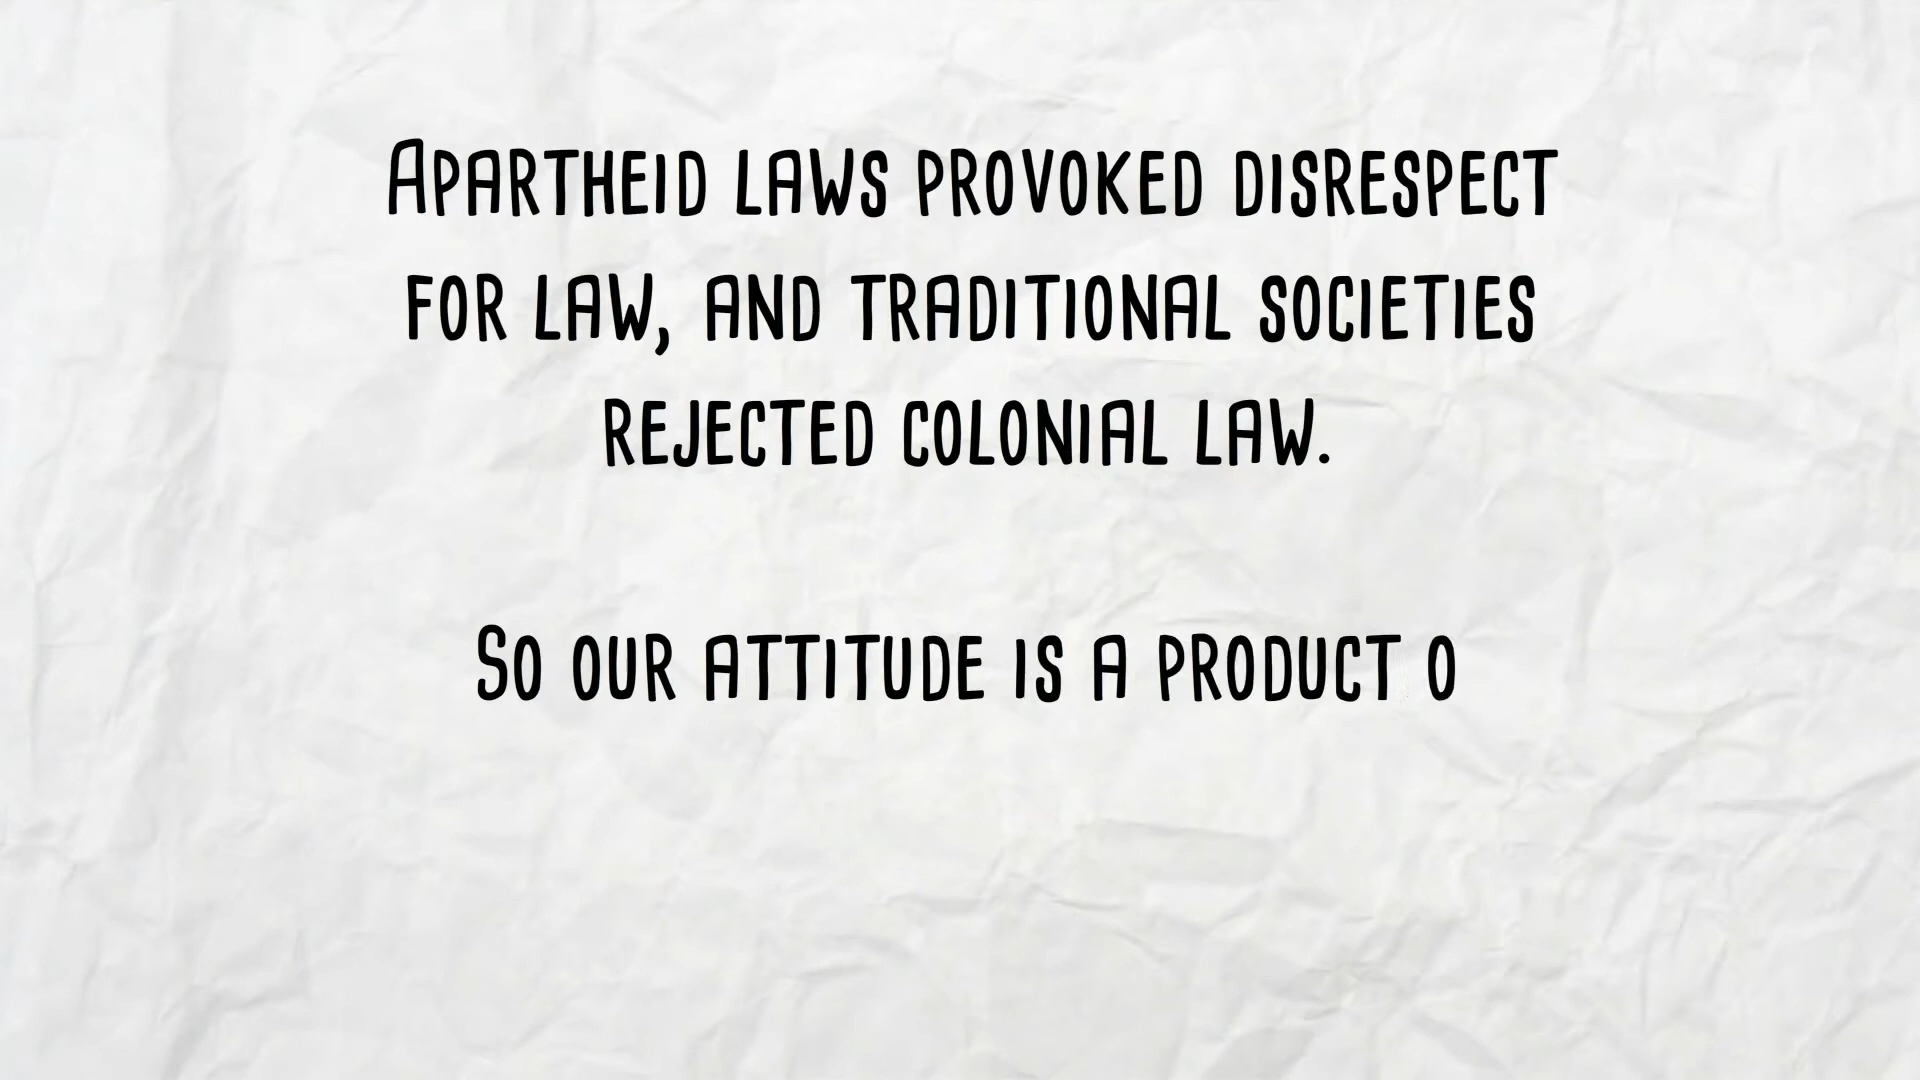 Apartheid laws provoked disrespect
for law, and traditional societies
rejected colonial law.
So our attitude is a product o